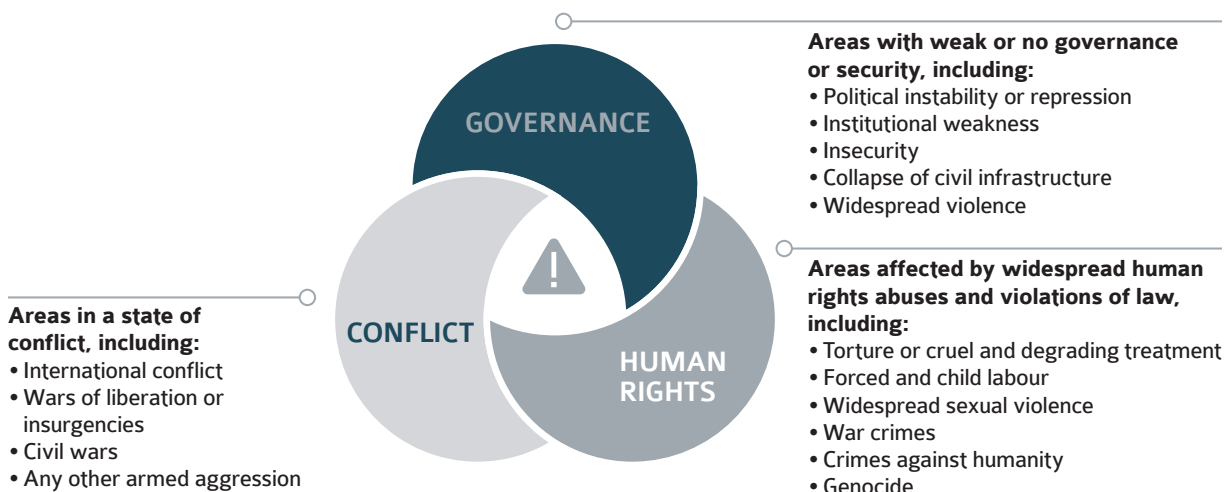 GOVERNANCE
Areas with weak or no governance
or security, including:
• Political instability or repression
• Institutional weakness
• Insecurity
• Collapse of civil infrastructure
• Widespread violence
Areas affected by widespread human
rights abuses and violations of law,
including:
• Torture or cruel and degrading treatment
• Forced and child labour
• Widespread sexual violence
• War crimes
• Crimes against humanity
• Genocide
HUMAN
RIGHTS
CONFLICT
Areas in a state of
conflict, including:
• International conflict
• Wars of liberation or
insurgencies
• Civil wars
• Any other armed aggression
!